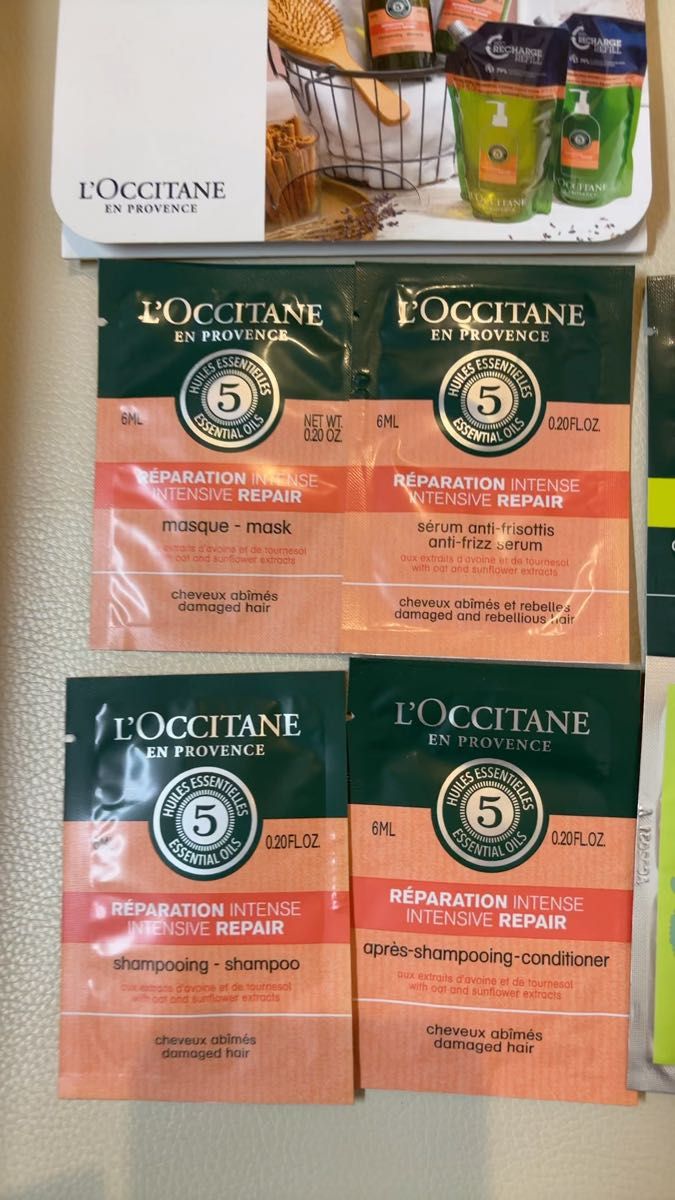 RECHARGE
REFILL
RECHARGE
REFILL
5
5
L'OCCITANE
L'OCCITANE
EN PROVENCE
L'OCCITANE
EN PROVENCE
HUILES ESSENTIELLES
5
ESSENTIAL OILS
6ML
NET WT.
0.20 OZ.
RÉPARATION INTENSE
INTENSIVE REPAIR
masque - mask
extraits d'avoine et de tournesol
with oat and sunflower extracts
cheveux abîmés
damaged hair
L'OCCITANE
EN PROVENCE
HUILES ESSENTIELLES
5
ESSENTIAL OILS
6ML
0.20FL.OZ.
RÉPARATION INTENSE
INTENSIVE REPAIR
sérum anti-frisottis
anti-frizz serum
aux extraits d'avoine et de tournesol
with oat and sunflower extracts
cheveux abîmés et rebelles
damaged and rebellious hair
L'OCCITANE
EN PROVENCE
HUILES ESSENTIELLES
5
ESSENTIAL OILS
0.20FL.OZ.
RÉPARATION INTENSE
INTENSIVE REPAIR
shampooing - shampoo
aux extraits d'avoine et de tournesol
with oat and sunflower extracts
cheveux abîmés
damaged hair
L'OCCITANE
EN PROVENCE
HUILES ESSENTIELLES
5
ESSENTIAL OILS
6ML
0.20FL.OZ.
RÉPARATION INTENSE
INTENSIVE REPAIR
après-shampooing-conditioner
aux extraits d'avoine et de tournesol
with oat and sunflower extracts
cheveux abîmés
damaged hair